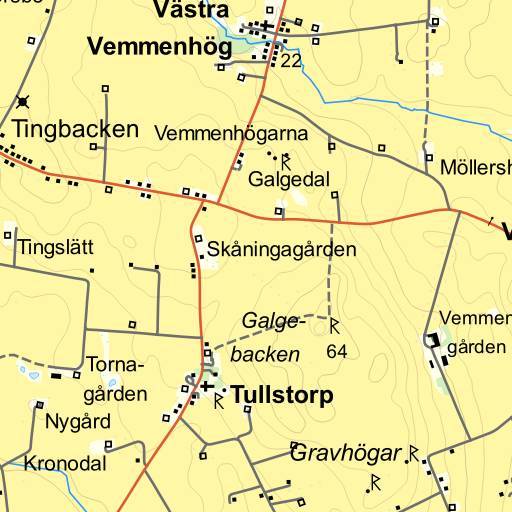 Västra
Vemmenhög
22
Tingbacken
Vemmenhögarna
Galgedal
Möllersh
V
Tingslätt
Skåningagården
Galge-
backen
64
Vemmen
gården
Torna-
gården
Tullstorp
Nygård
Kronodal
Gravhögar